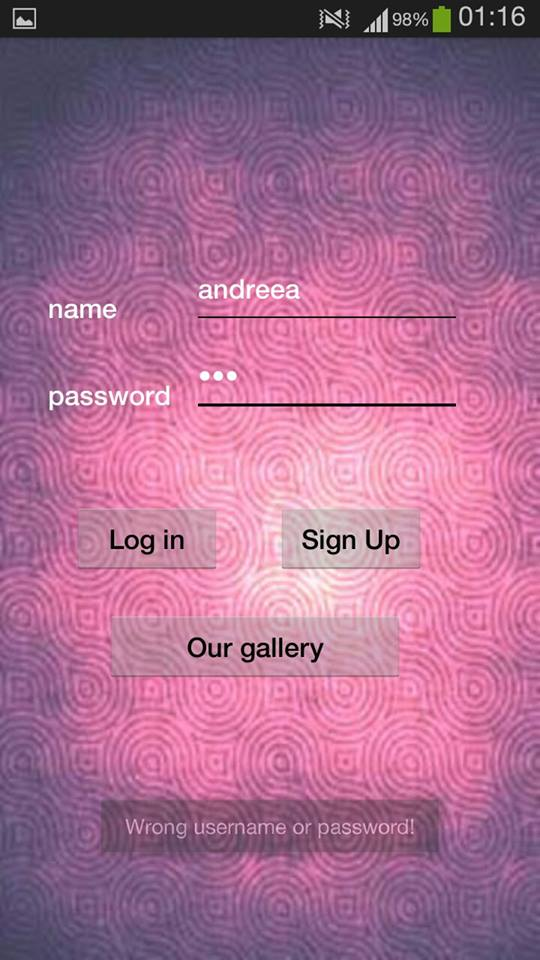 98% 01:16
andreea
name
•••
password
Log in Sign Up
Our gallery
Wrong username or password!